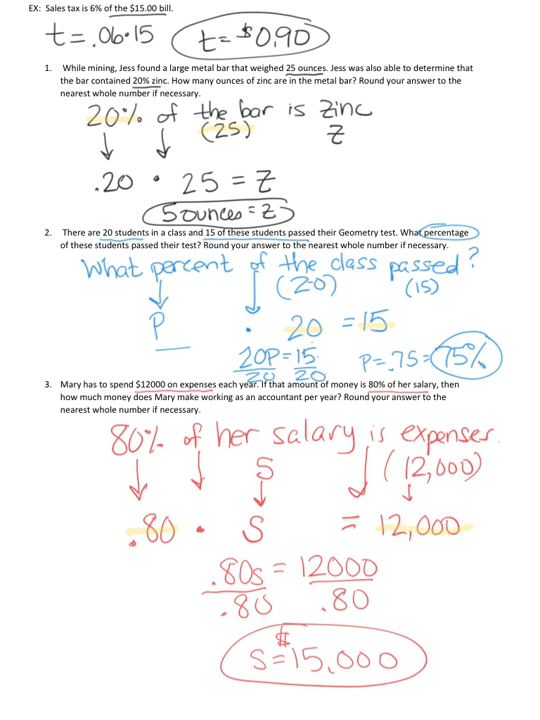 EX: Sales tax is 6% of the $15.00 bill.
t = .06·15 t = $0.90
1. While mining, Jess found a large metal bar that weighed 25 ounces. Jess was also able to determine that
the bar contained 20% zinc. How many ounces of zinc are in the metal bar? Round your answer to the
nearest whole number if necessary.
20% of the bar is zinc
(25) Z
↓ ↓
.20 · 25 = Z
5 ounces = Z
2. There are 20 students in a class and 15 of these students passed their Geometry test. What percentage
of these students passed their test? Round your answer to the nearest whole number if necessary.
What percent of the class passed?
(20) (15)
↓ ↓
P · 20 = 15
20P = 15 P = .75 = 75%
20 20
3. Mary has to spend $12000 on expenses each year. If that amount of money is 80% of her salary, then
how much money does Mary make working as an accountant per year? Round your answer to the
nearest whole number if necessary.
80% of her salary is expenses.
S (12,000)
↓ ↓ ↓ ↓ ↓
.80 · S = 12,000
.80s = 12000
.80 .80
S = $15,000